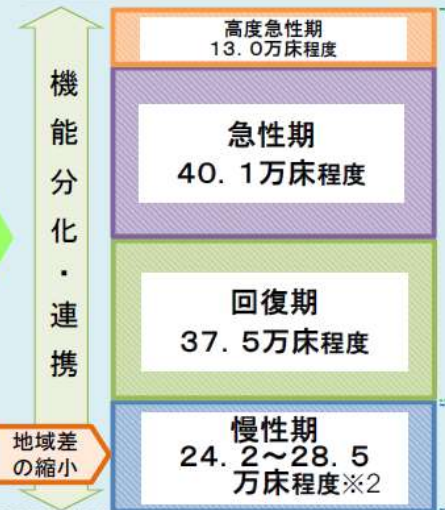 機能分化・連携
地域差
の縮小
高度急性期
13.0万床程度
急性期
40.1万床程度
回復期
37.5万床程度
慢性期
24.2～28.5
万床程度※2